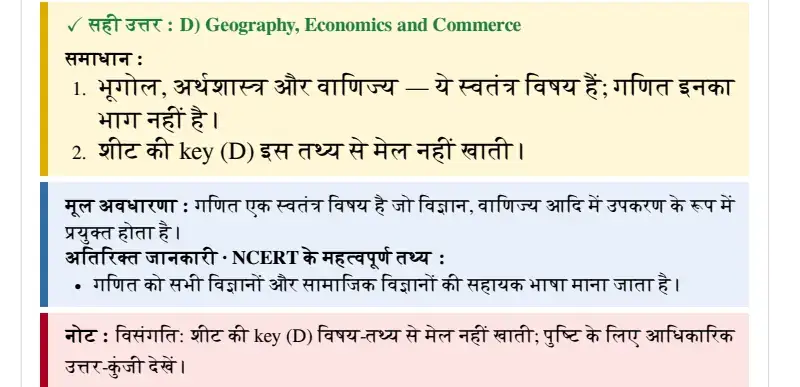 ✓ सही उत्तर : D) Geography, Economics and Commerce
समाधान :
1. भूगोल, अर्थशास्त्र और वाणिज्य — ये स्वतंत्र विषय हैं; गणित इनका
भाग नहीं है।
2. शीट की key (D) इस तथ्य से मेल नहीं खाती।
मूल अवधारणा : गणित एक स्वतंत्र विषय है जो विज्ञान, वाणिज्य आदि में उपकरण के रूप में
प्रयुक्त होता है।
अतिरिक्त जानकारी · NCERT के महत्वपूर्ण तथ्य :
• गणित को सभी विज्ञानों और सामाजिक विज्ञानों की सहायक भाषा माना जाता है।
नोट : विसंगति: शीट की key (D) विषय-तथ्य से मेल नहीं खाती; पुष्टि के लिए आधिकारिक
उत्तर-कुंजी देखें।